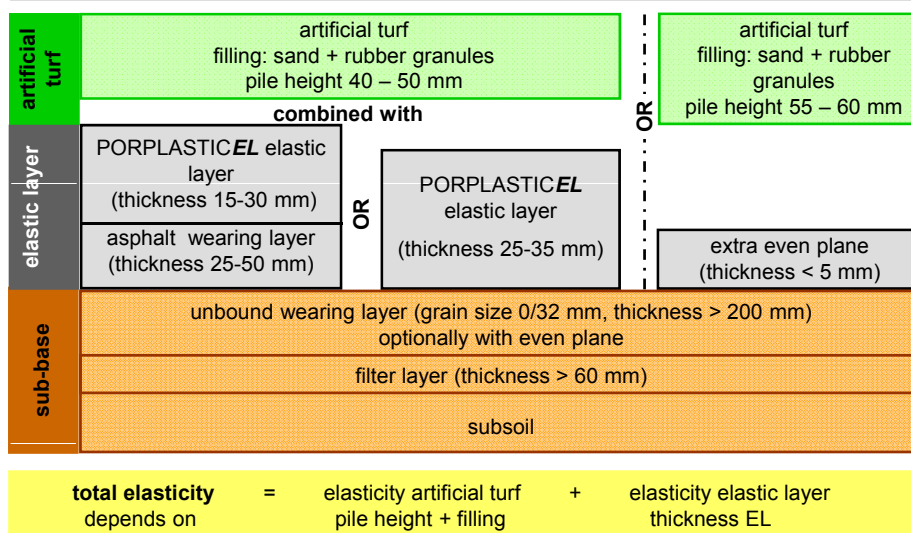 artificial
turf
artificial turf
filling: sand + rubber granules
pile height 40 – 50 mm
combined with
OR
artificial turf
filling: sand + rubber
granules
pile height 55 – 60 mm
elastic layer
PORPLASTICEL elastic
layer
(thickness 15-30 mm)
asphalt wearing layer
(thickness 25-50 mm)
OR
PORPLASTICEL
elastic layer
(thickness 25-35 mm)
extra even plane
(thickness < 5 mm)
sub-base
unbound wearing layer (grain size 0/32 mm, thickness > 200 mm)
optionally with even plane
filter layer (thickness > 60 mm)
subsoil
total elasticity = elasticity artificial turf + elasticity elastic layer
depends on pile height + filling thickness EL